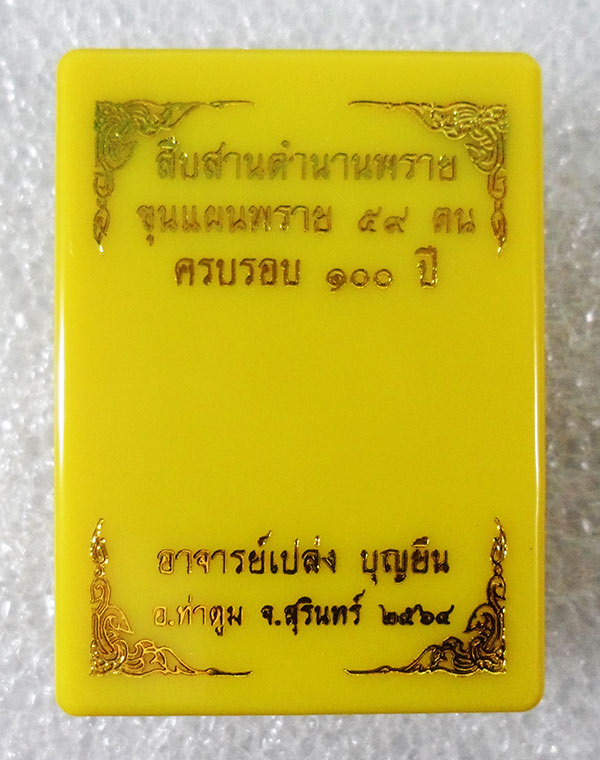 สืบสานตำนานพราย
ขุนแผนพราย ๕๙ ตน
ครบรอบ ๑๐๐ ปี
อาจารย์เปล่ง บุญยืน
อ.ท่าตูม จ.สุรินทร์ ๒๕๖๔